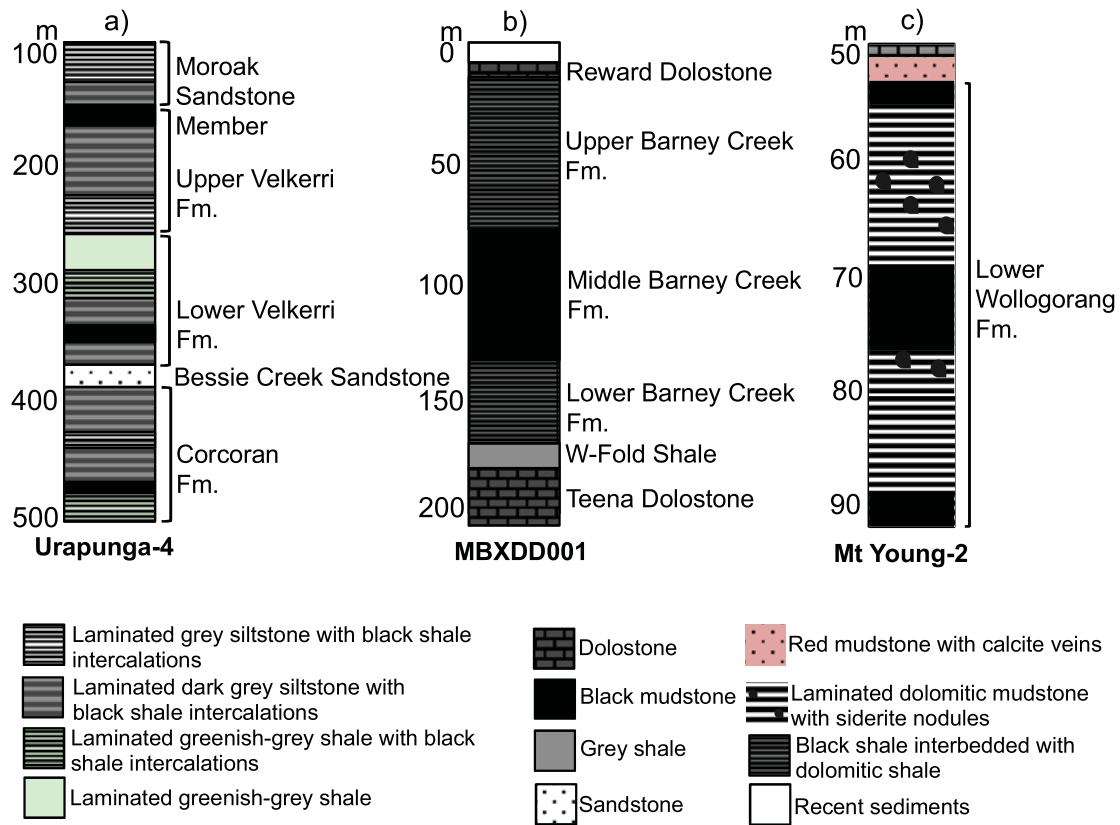 a)
m
100
200
300
400
500
Moroak
Sandstone
Member
Upper Velkerri
Fm.
Lower Velkerri
Fm.
Bessie Creek Sandstone
Corcoran
Fm.
Urapunga-4
b)
m
0
50
100
150
200
Reward Dolostone
Upper Barney Creek
Fm.
Middle Barney Creek
Fm.
Lower Barney Creek
Fm.
W-Fold Shale
Teena Dolostone
MBXDD001
c)
m
50
60
70
80
90
Lower
Wollogorang
Fm.
Mt Young-2
Laminated grey siltstone with black shale
intercalations
Laminated dark grey siltstone with
black shale intercalations
Laminated greenish-grey shale with black
shale intercalations
Laminated greenish-grey shale
Dolostone
Black mudstone
Grey shale
Sandstone
Red mudstone with calcite veins
Laminated dolomitic mudstone
with siderite nodules
Black shale interbedded with
dolomitic shale
Recent sediments